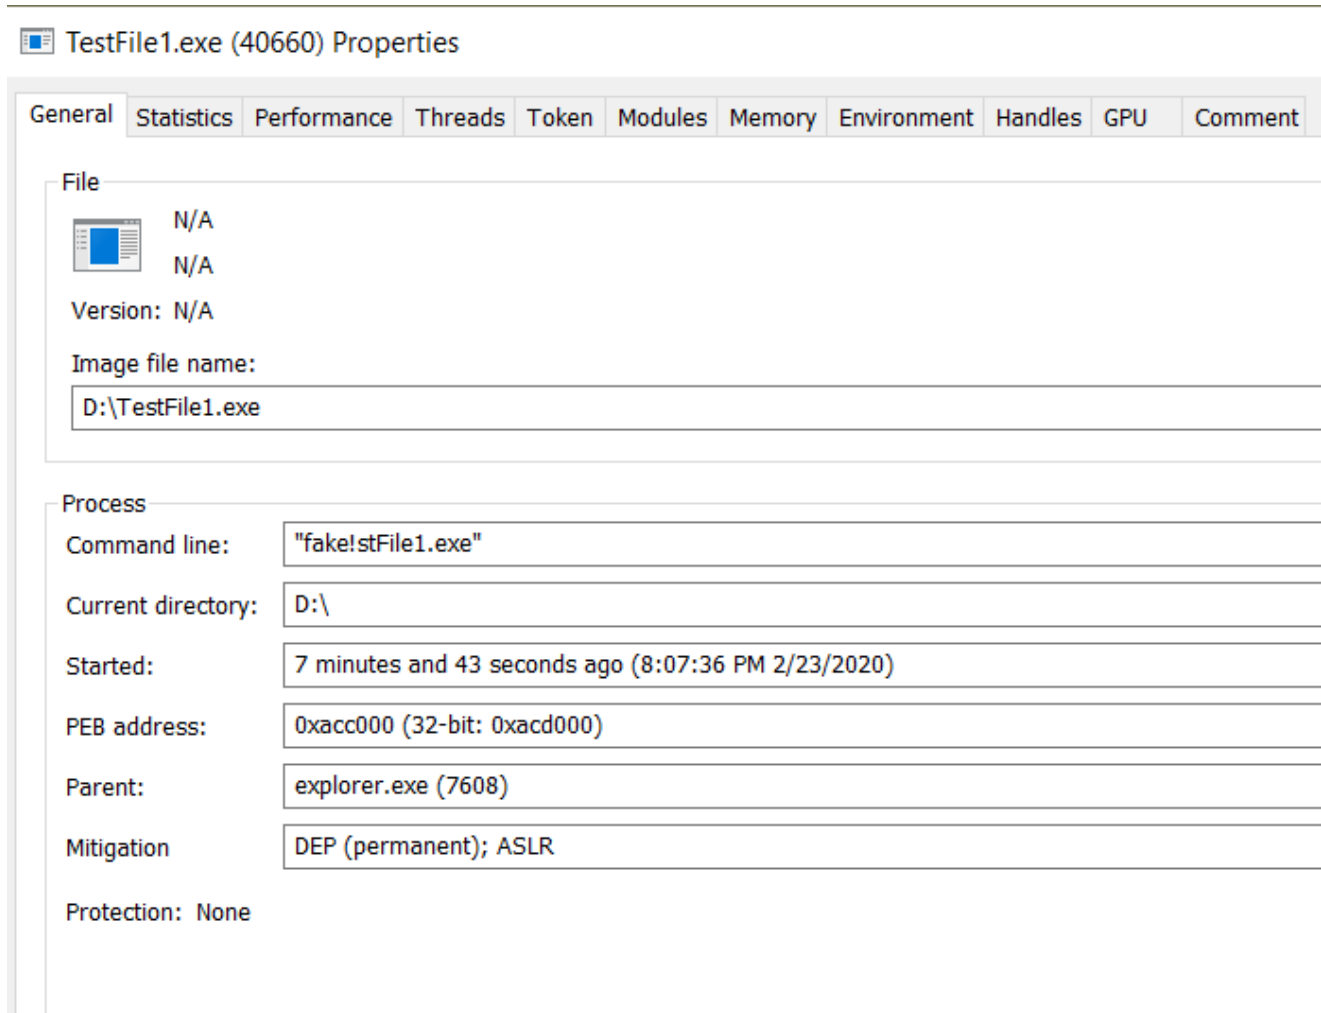 TestFile1.exe (40660) Properties
General Statistics Performance Threads Token Modules Memory Environment Handles GPU Comment
File
N/A
N/A
Version: N/A
Image file name:
D:\TestFile1.exe
Process
Command line: "fake!stFile1.exe"
Current directory: D:\
Started: 7 minutes and 43 seconds ago (8:07:36 PM 2/23/2020)
PEB address: 0xacc000 (32-bit: 0xacd000)
Parent: explorer.exe (7608)
Mitigation DEP (permanent); ASLR
Protection: None